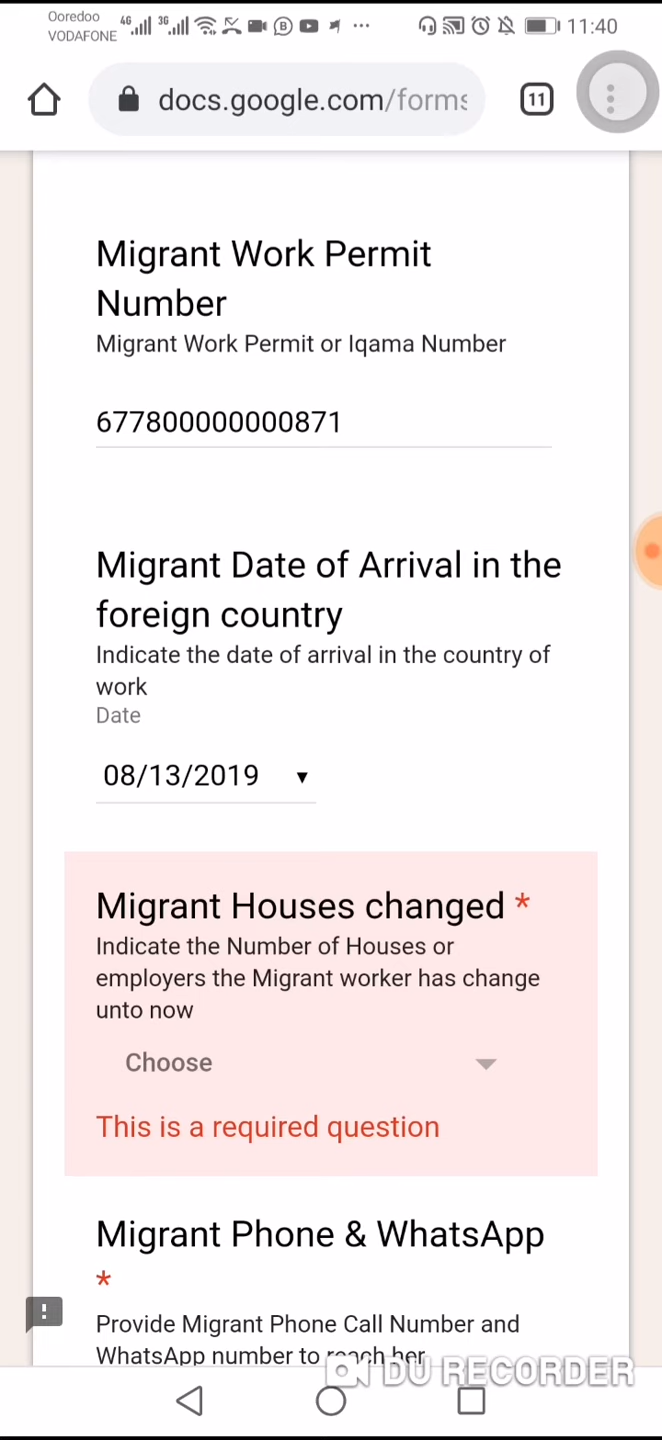 Ooredoo
VODAFONE
4G
3G
11:40
docs.google.com/forms
11
Migrant Work Permit
Number
Migrant Work Permit or Iqama Number
677800000000871
Migrant Date of Arrival in the
foreign country
Indicate the date of arrival in the country of
work
Date
08/13/2019
Migrant Houses changed *
Indicate the Number of Houses or
employers the Migrant worker has change
unto now
Choose
This is a required question
Migrant Phone & WhatsApp
*
Provide Migrant Phone Call Number and
WhatsApp number to reach her
DU RECORDER